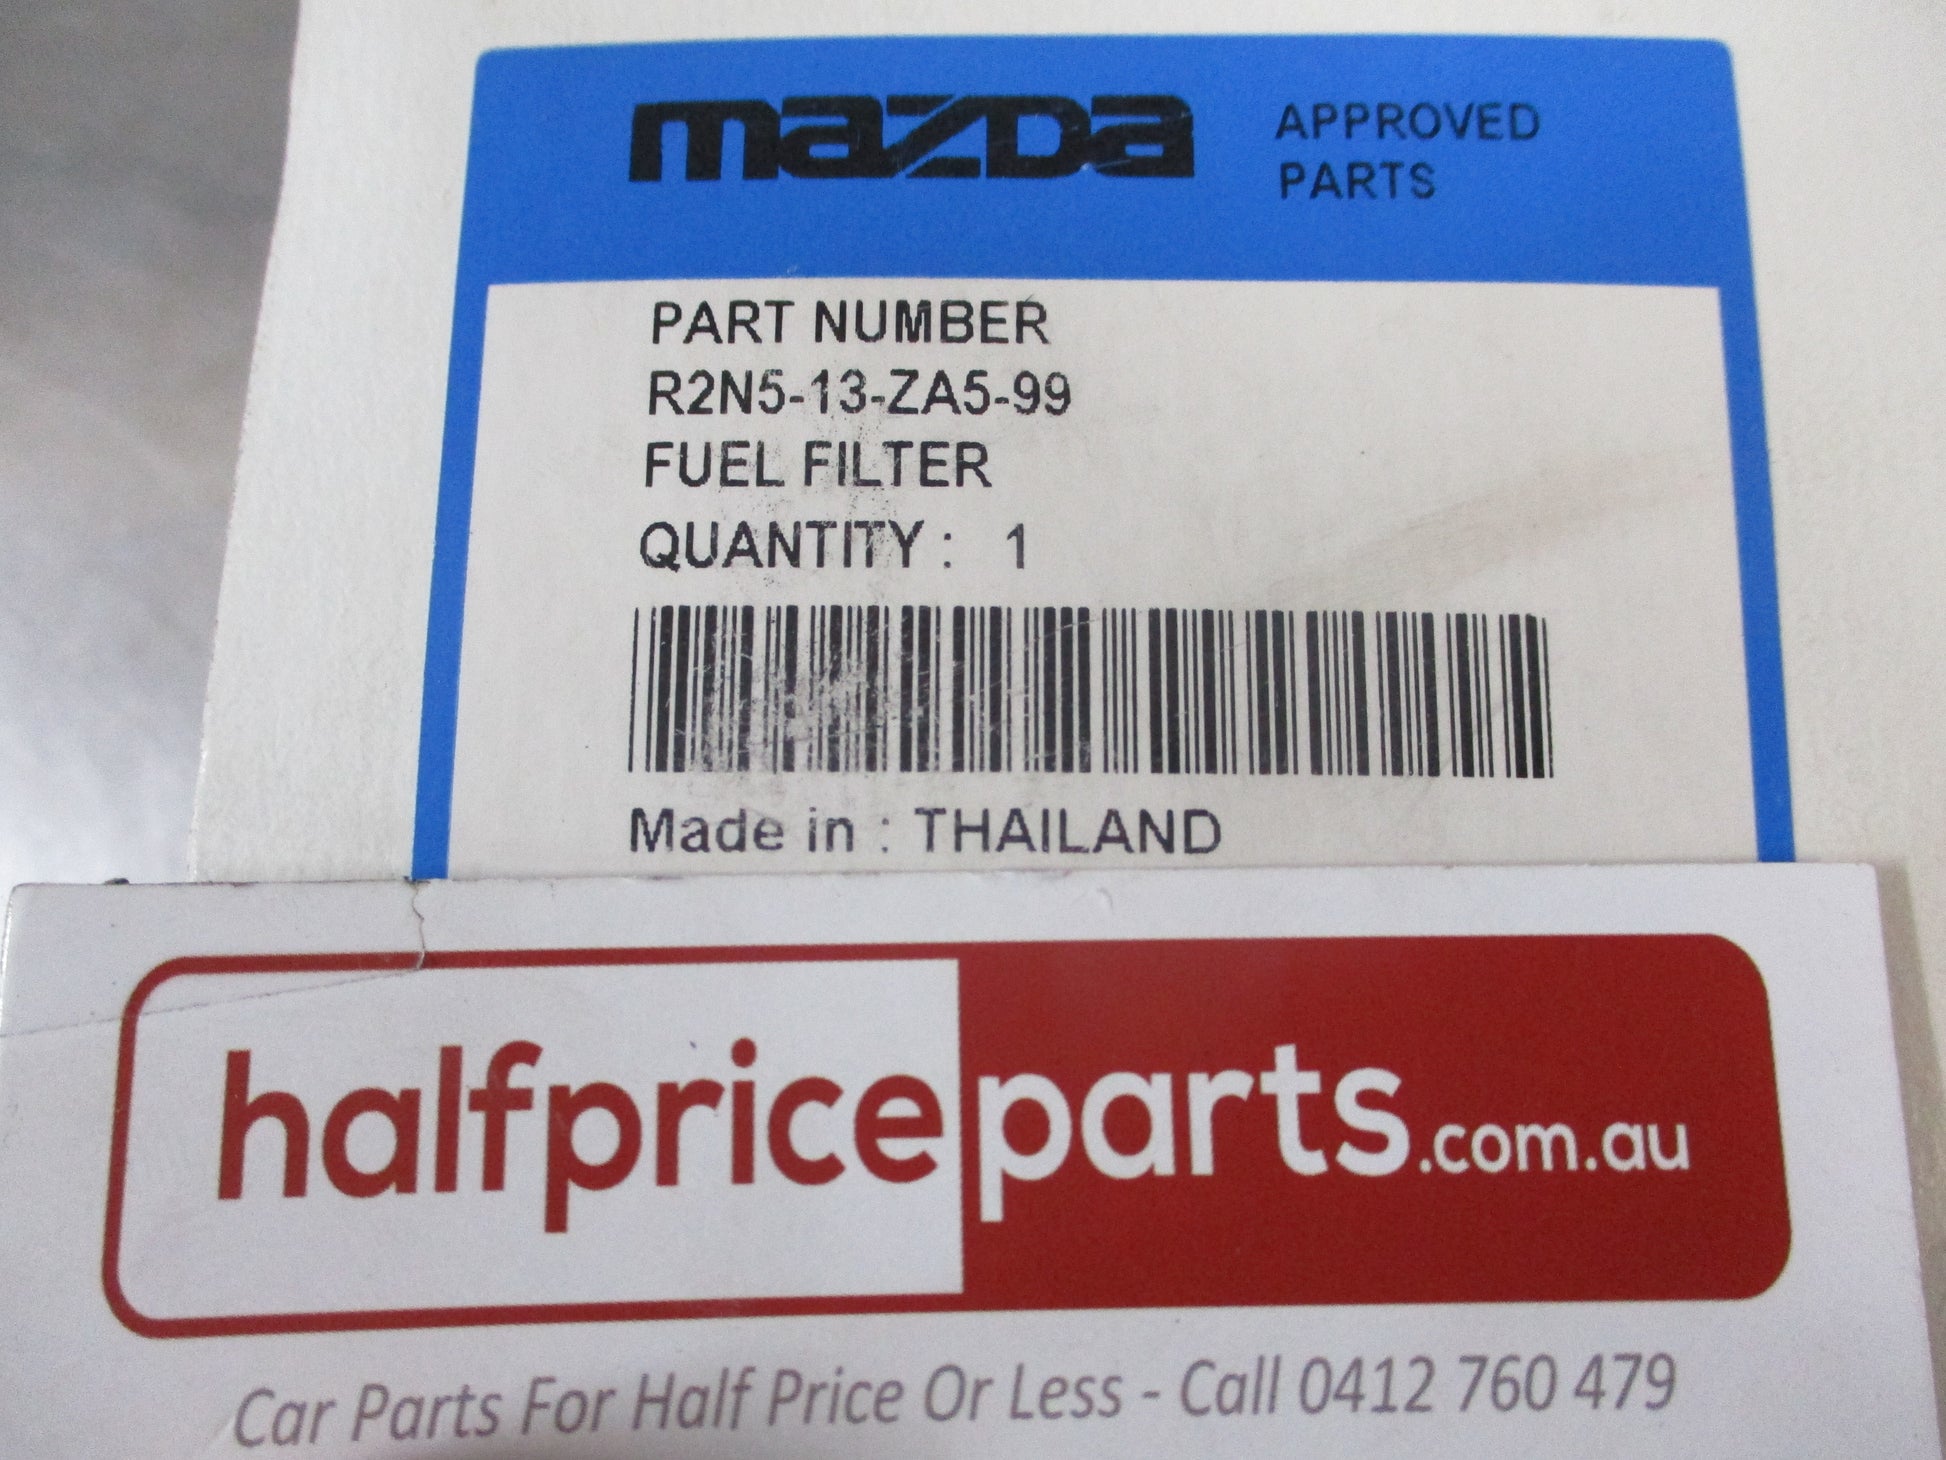 mazda APPROVED PARTS
PART NUMBER
R2N5-13-ZA5-99
FUEL FILTER
QUANTITY : 1
Made in : THAILAND
halfpriceparts.com.au
Car Parts For Half Price Or Less - Call 0412 760 479